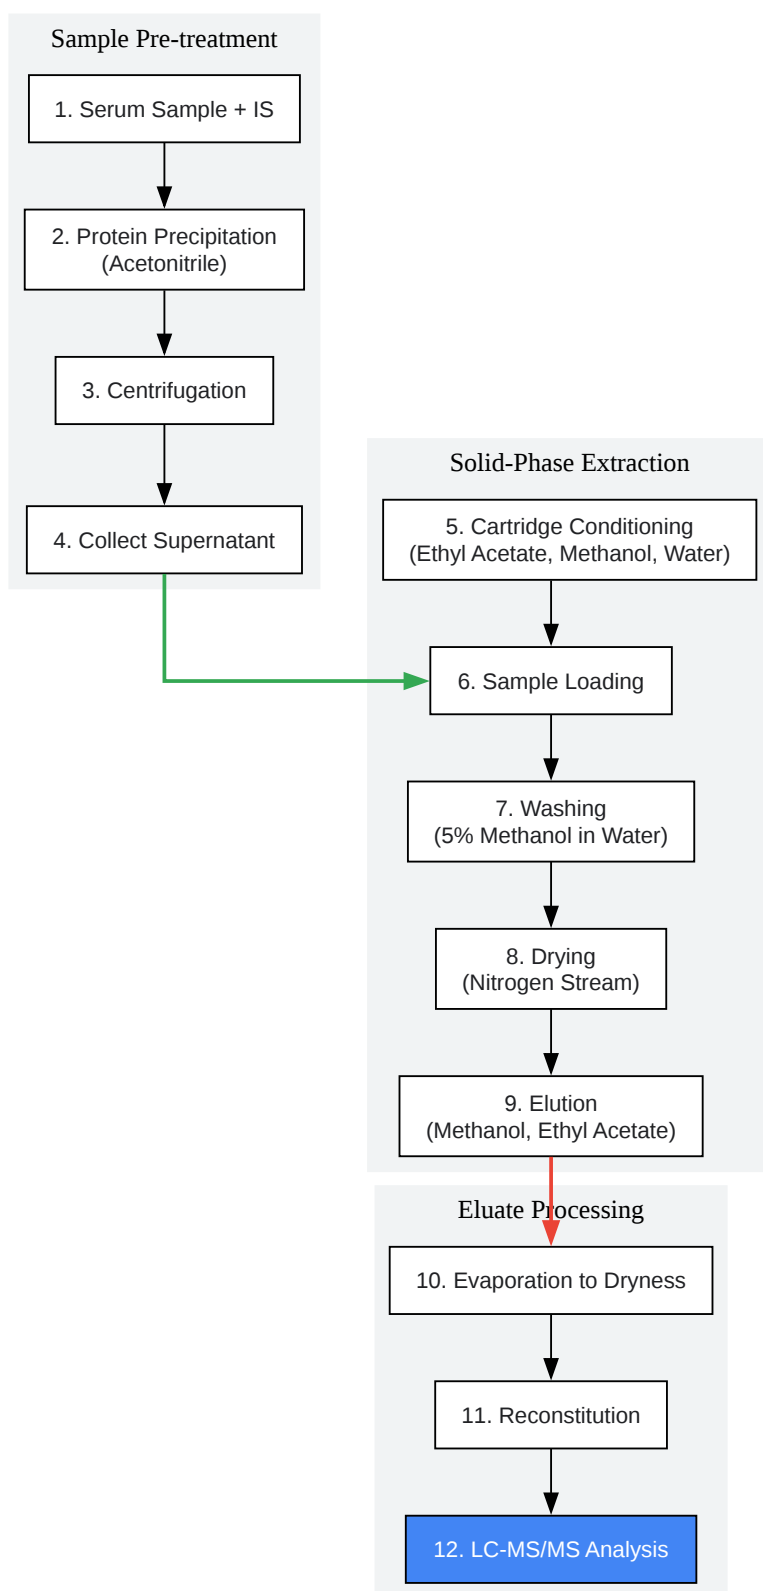 Sample Pre-treatment
1. Serum Sample + IS
2. Protein Precipitation
(Acetonitrile)
3. Centrifugation
4. Collect Supernatant
Solid-Phase Extraction
5. Cartridge Conditioning
(Ethyl Acetate, Methanol, Water)
6. Sample Loading
7. Washing
(5% Methanol in Water)
8. Drying
(Nitrogen Stream)
9. Elution
(Methanol, Ethyl Acetate)
Eluate Processing
10. Evaporation to Dryness
11. Reconstitution
12. LC-MS/MS Analysis